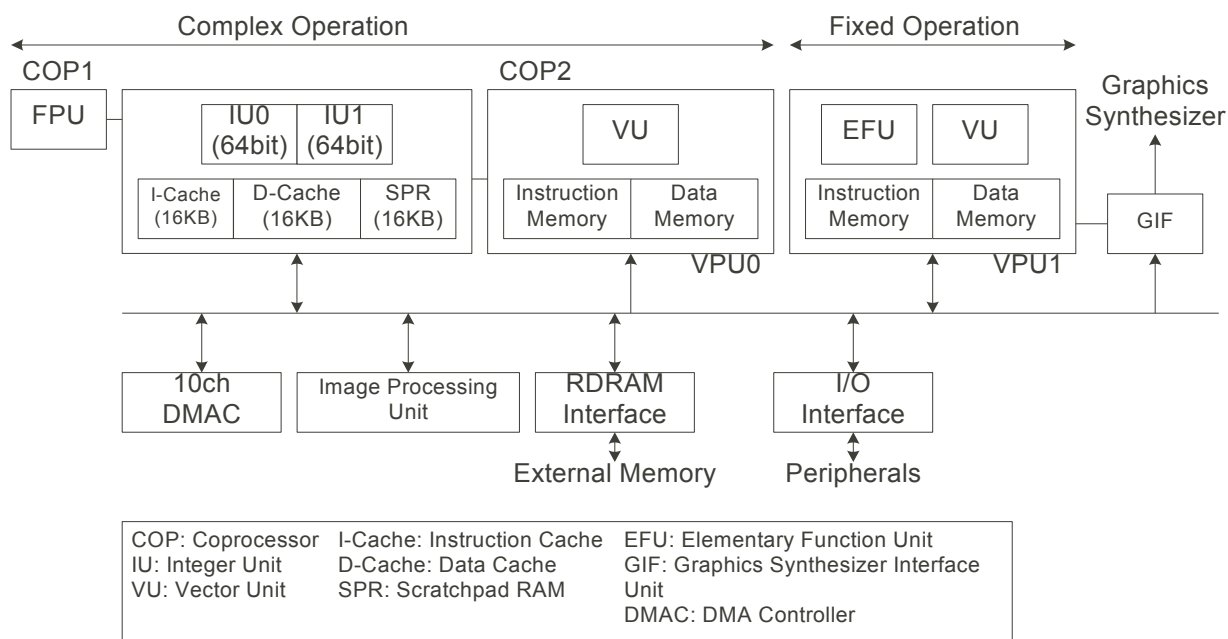 Complex Operation
Fixed Operation
COP1
COP2
Graphics
Synthesizer
FPU
IU0
(64bit)
IU1
(64bit)
I-Cache
(16KB)
D-Cache
(16KB)
SPR
(16KB)
VU
Instruction
Memory
Data
Memory
VPU0
EFU
VU
Instruction
Memory
Data
Memory
VPU1
GIF
10ch
DMAC
Image Processing
Unit
RDRAM
Interface
I/O
Interface
External Memory
Peripherals
COP: Coprocessor
IU: Integer Unit
VU: Vector Unit
I-Cache: Instruction Cache
D-Cache: Data Cache
SPR: Scratchpad RAM
EFU: Elementary Function Unit
GIF: Graphics Synthesizer Interface
Unit
DMAC: DMA Controller